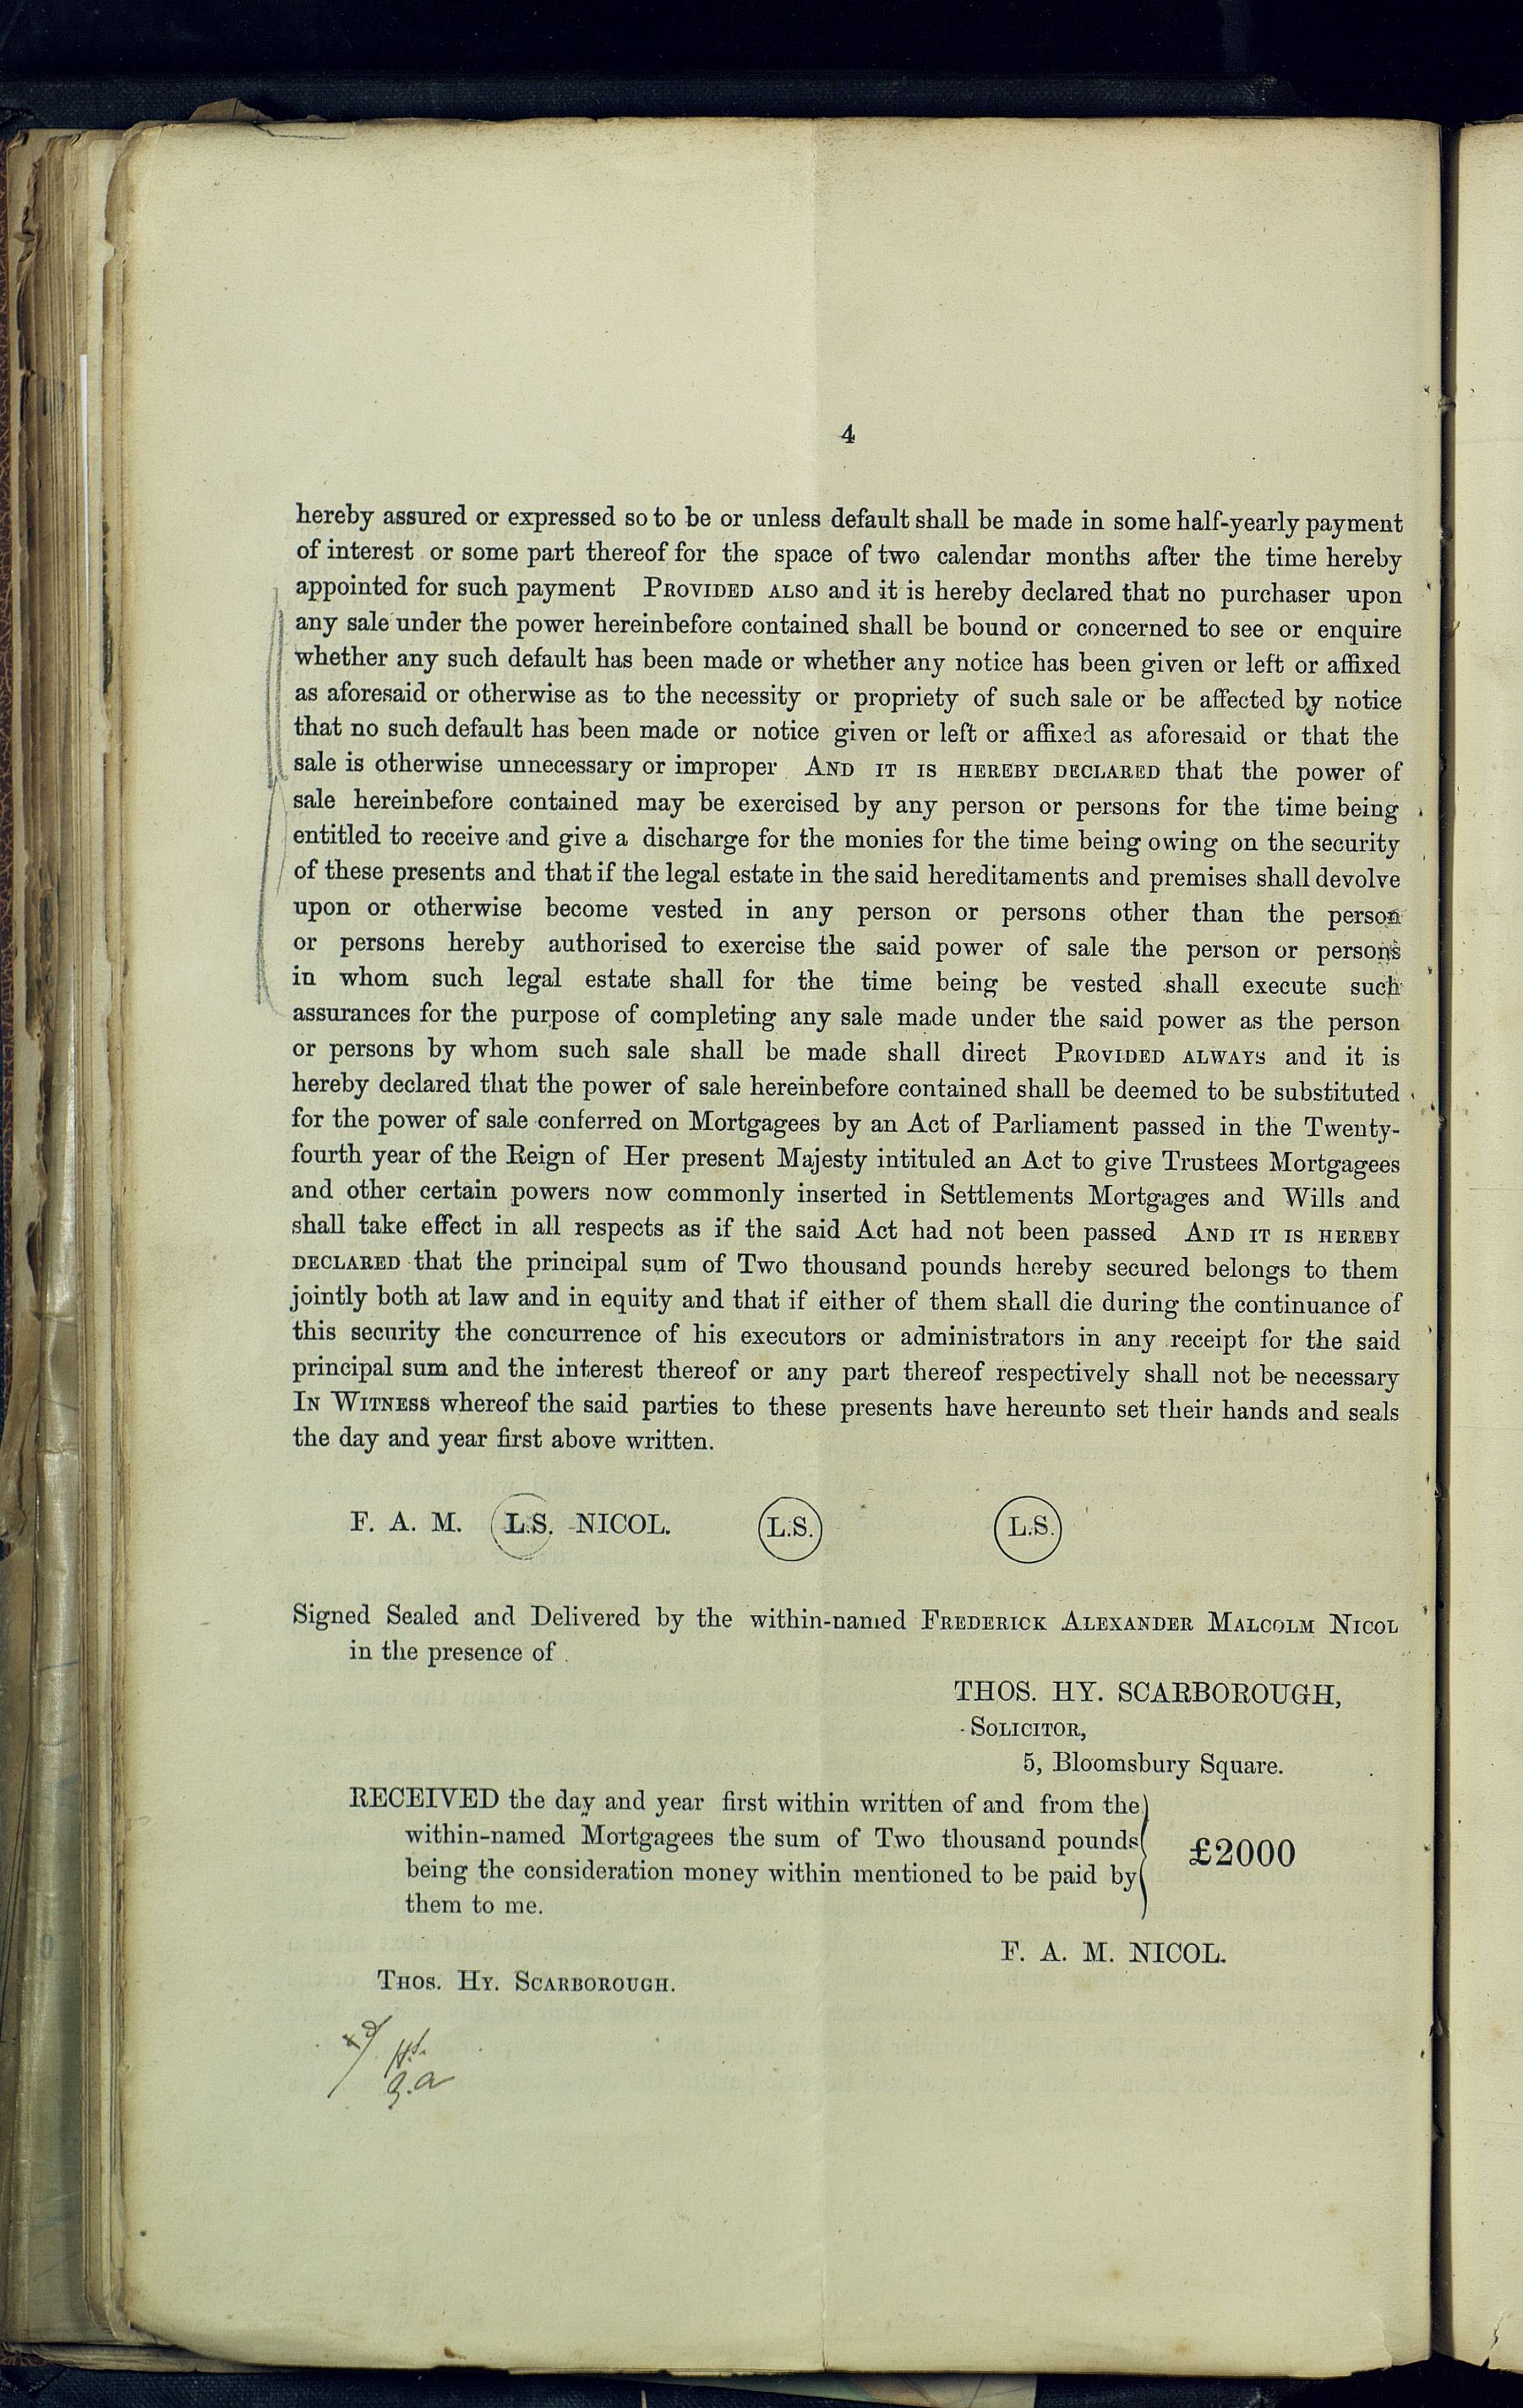 4
hereby assured or expressed so to be or unless default shall be made in some half-yearly payment
of interest or some part thereof for the space of two calendar months after the time hereby
appointed for such payment PROVIDED ALSO and it is hereby declared that no purchaser upon
any sale under the power hereinbefore contained shall be bound or concerned to see or enquire
whether any such default has been made or whether any notice has been given or left or affixed
as aforesaid or otherwise as to the necessity or propriety of such sale or be affected by notice
that no such default has been made or notice given or left or affixed as aforesaid or that the
sale is otherwise unnecessary or improper AND IT IS HEREBY DECLARED that the power of
sale hereinbefore contained may be exercised by any person or persons for the time being
entitled to receive and give a discharge for the monies for the time being owing on the security
of these presents and that if the legal estate in the said hereditaments and premises shall devolve
upon or otherwise become vested in any person or persons other than the person
or persons hereby authorised to exercise the said power of sale the person or persons
in whom such legal estate shall for the time being be vested shall execute such
assurances for the purpose of completing any sale made under the said power as the person
or persons by whom such sale shall be made shall direct PROVIDED ALWAYS and it is
hereby declared that the power of sale hereinbefore contained shall be deemed to be substituted
for the power of sale conferred on Mortgagees by an Act of Parliament passed in the Twenty-
fourth year of the Reign of Her present Majesty intituled an Act to give Trustees Mortgagees
and other certain powers now commonly inserted in Settlements Mortgages and Wills and
shall take effect in all respects as if the said Act had not been passed AND IT IS HEREBY
DECLARED that the principal sum of Two thousand pounds hereby secured belongs to them
jointly both at law and in equity and that if either of them shall die during the continuance of
this security the concurrence of his executors or administrators in any receipt for the said
principal sum and the interest thereof or any part thereof respectively shall not be necessary
IN WITNESS whereof the said parties to these presents have hereunto set their hands and seals
the day and year first above written.
F. A. M. L.S. NICOL. L.S. L.S.
Signed Sealed and Delivered by the within-named FREDERICK ALEXANDER MALCOLM NICOL
in the presence of
THOS. HY. SCARBOROUGH,
SOLICITOR,
5, Bloomsbury Square.
RECEIVED the day and year first within written of and from the
within-named Mortgagees the sum of Two thousand pounds
being the consideration money within mentioned to be paid by
them to me.
£2000
F. A. M. NICOL.
THOS. HY. SCARBOROUGH.